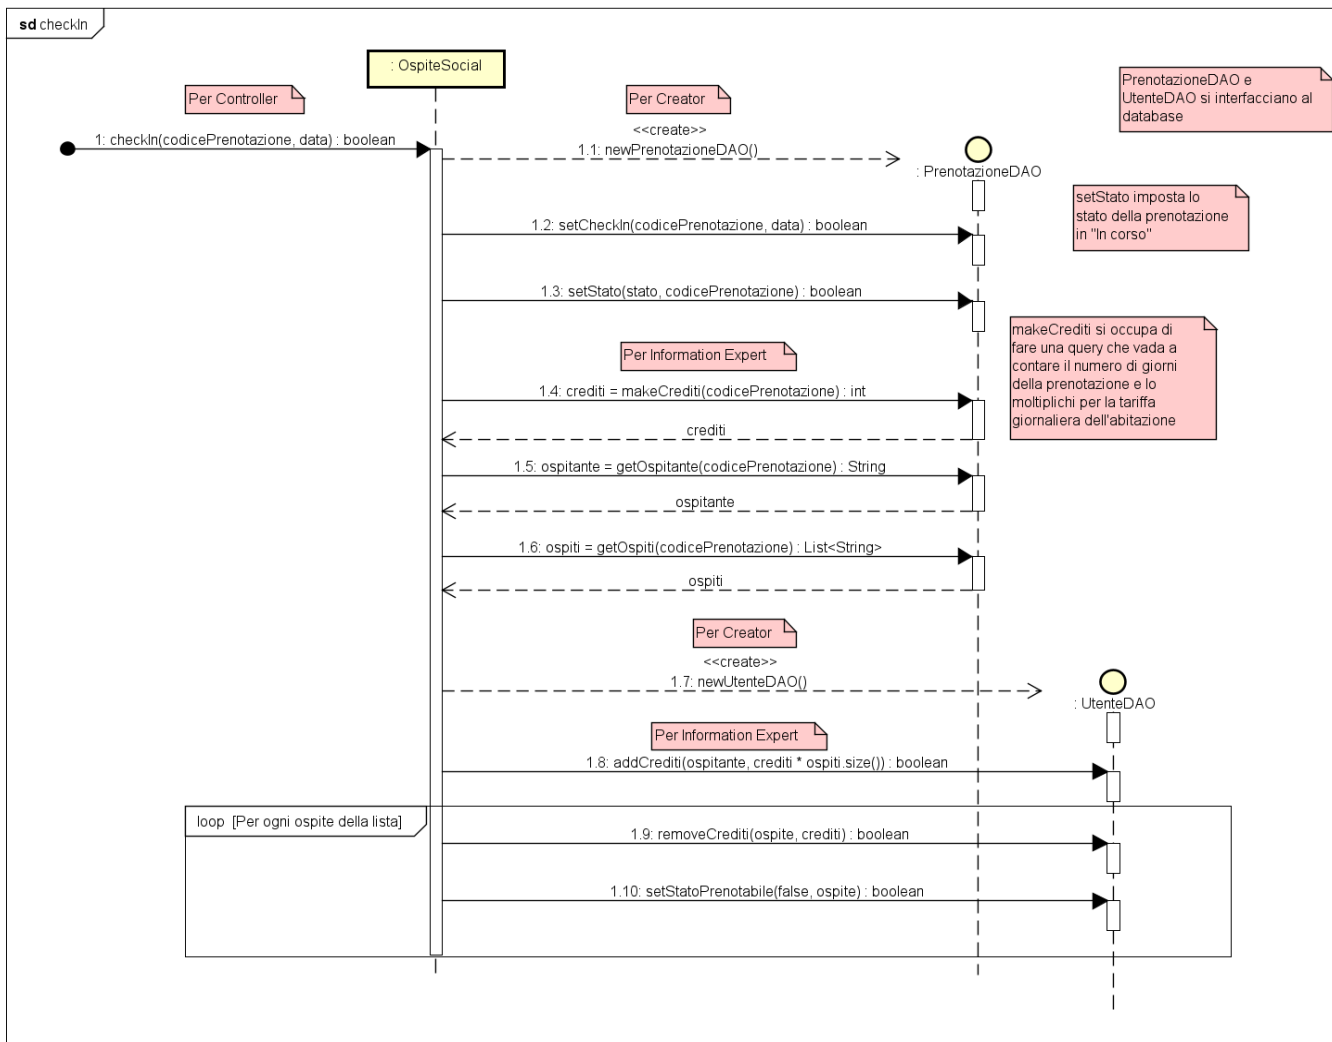 sd checkIn
: OspiteSocial
Per Controller
Per Creator
PrenotazioneDAO e
UtenteDAO si interfacciano al
database
<<create>>
1: checkIn(codicePrenotazione, data) : boolean
1.1: newPrenotazioneDAO()
: PrenotazioneDAO
setStato imposta lo
stato della prenotazione
in "In corso"
1.2: setCheckIn(codicePrenotazione, data) : boolean
1.3: setStato(stato, codicePrenotazione) : boolean
makeCrediti si occupa di
fare una query che vada a
contare il numero di giorni
della prenotazione e lo
moltiplichi per la tariffa
giornaliera dell'abitazione
Per Information Expert
1.4: crediti = makeCrediti(codicePrenotazione) : int
crediti
1.5: ospitante = getOspitante(codicePrenotazione) : String
ospitante
1.6: ospiti = getOspiti(codicePrenotazione) : List<String>
ospiti
Per Creator
<<create>>
1.7: newUtenteDAO()
: UtenteDAO
Per Information Expert
1.8: addCrediti(ospitante, crediti * ospiti.size()) : boolean
loop [Per ogni ospite della lista]
1.9: removeCrediti(ospite, crediti) : boolean
1.10: setStatoPrenotabile(false, ospite) : boolean